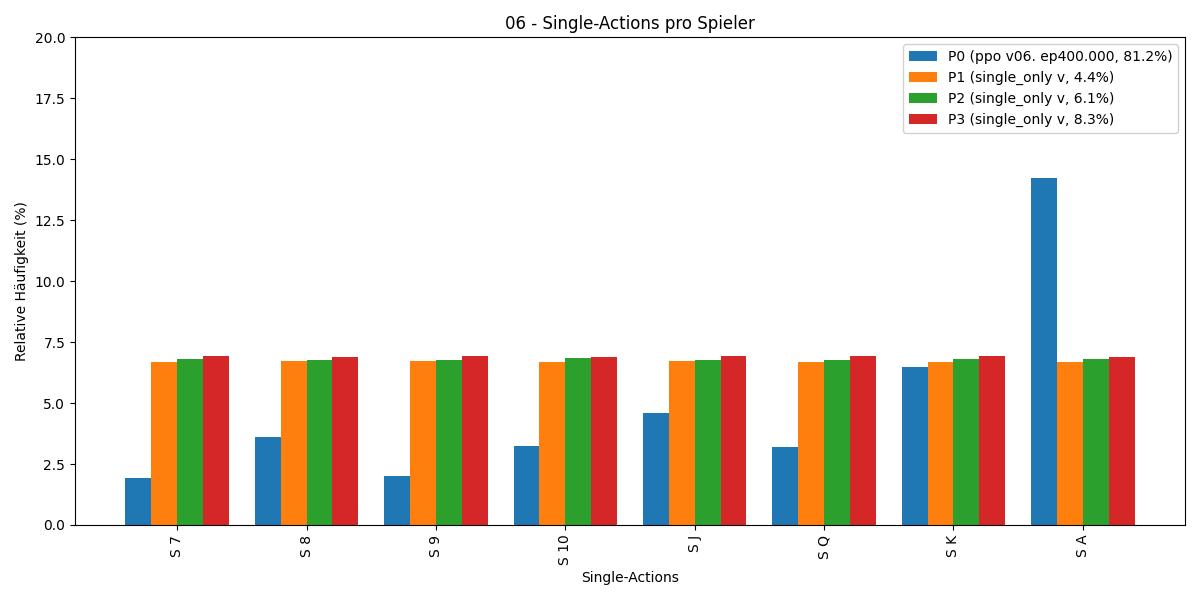 06 - Single-Actions pro Spieler
P0 (ppo v06. ep400.000, 81.2%)
P1 (single_only v, 4.4%)
P2 (single_only v, 6.1%)
P3 (single_only v, 8.3%)
Relative Häufigkeit (%)
20.0
17.5
15.0
12.5
10.0
7.5
5.0
2.5
0.0
S 7
S 8
S 9
S 10
S J
S Q
S K
S A
Single-Actions